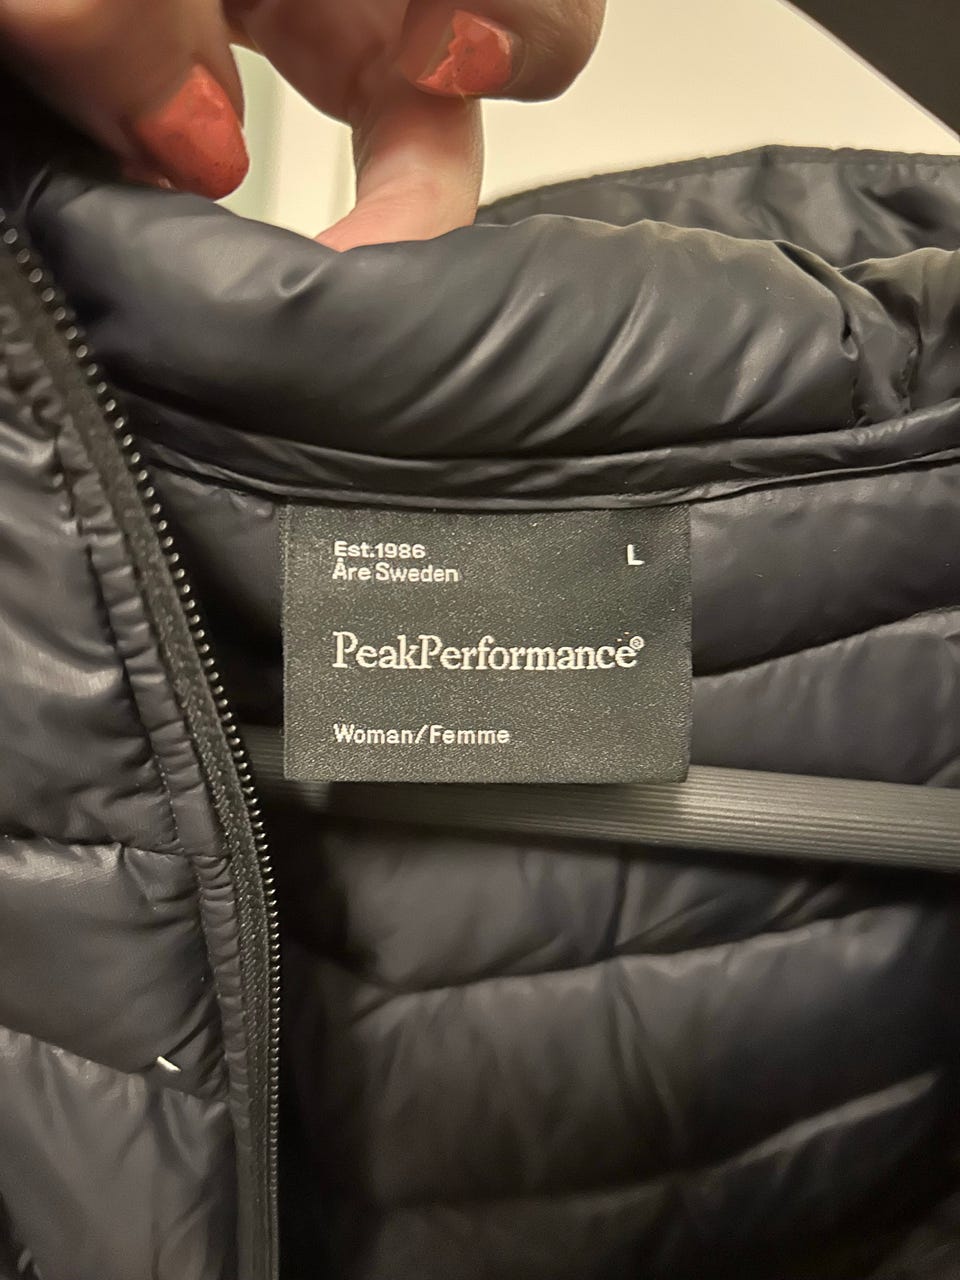 Est.1986
Åre Sweden
L
PeakPerformance®
Woman/Femme